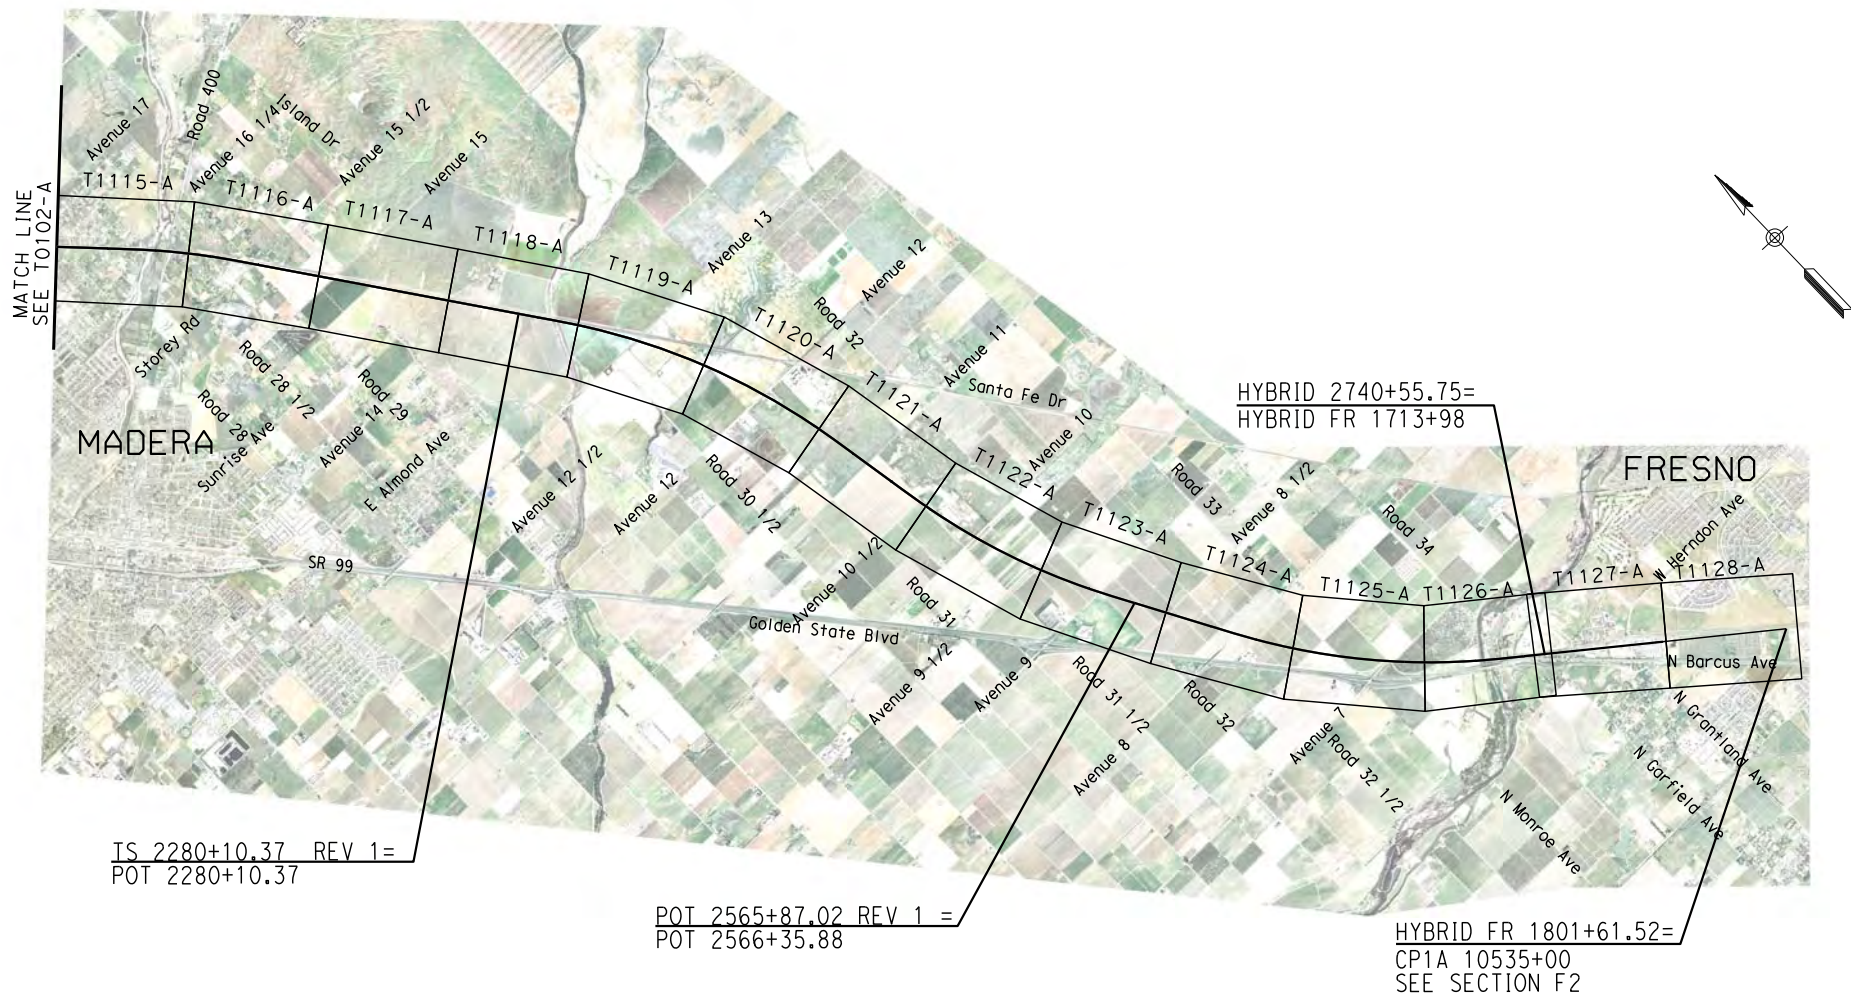 Avenue 17
Road 400
Avenue 16 1/4
Island Dr
Avenue 15 1/2
Avenue 15
MATCH LINE
SEE T0102-A
T1115-A
T1116-A
T1117-A
T1118-A
T1119-A
T1120-A
T1121-A
T1122-A
T1123-A
T1124-A
T1125-A
T1126-A
T1127-A
T1128-A
Avenue 13
Avenue 12
Road 32
Avenue 11
Santa Fe Dr
Avenue 10
Road 33
Avenue 8 1/2
Road 34
HYBRID 2740+55.75=
HYBRID FR 1713+98
FRESNO
W Herndon Ave
MADERA
Storey Rd
Road 28 1/2
Road 28
Sunrise Ave
Road 29
Avenue 14
E Almond Ave
SR 99
Avenue 12 1/2
Avenue 12
Road 30 1/2
Avenue 10 1/2
Road 31
Golden State Blvd
Avenue 9 1/2
Avenue 9
Road 31 1/2
Avenue 8
Road 32
Avenue 7
Road 32 1/2
N Barcus Ave
N Grantland Ave
N Garfield Ave
N Monroe Ave
TS 2280+10.37 REV 1=
POT 2280+10.37
POT 2565+87.02 REV 1 =
POT 2566+35.88
HYBRID FR 1801+61.52=
CP1A 10535+00
SEE SECTION F2